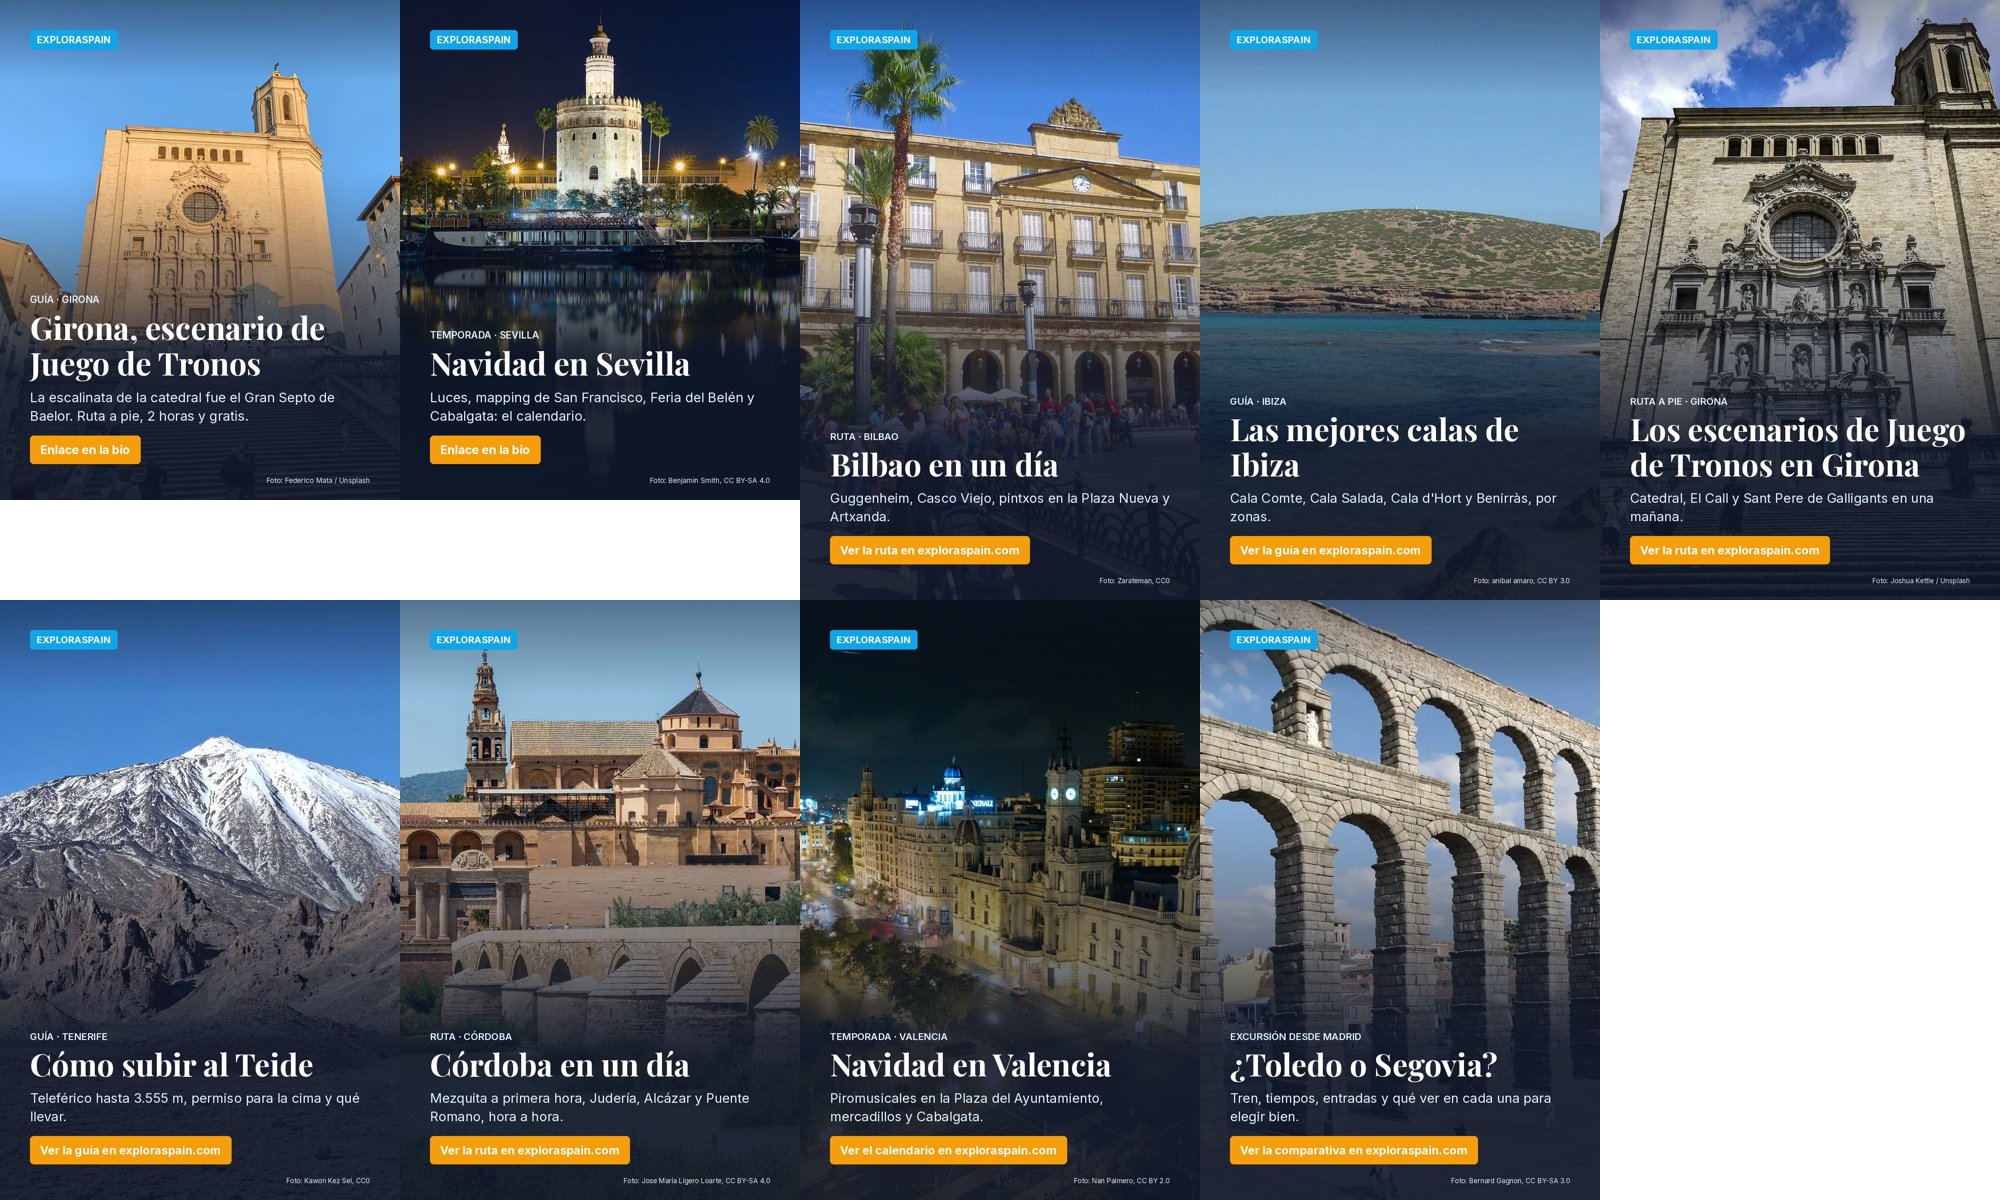 EXPLORASPAIN
GUÍA · GIRONA
Girona, escenario de
Juego de Tronos
La escalinata de la catedral fue el Gran Septo de
Baelor. Ruta a pie, 2 horas y gratis.
Enlace en la bio
Foto: Federico Mata / Unsplash
EXPLORASPAIN
TEMPORADA · SEVILLA
Navidad en Sevilla
Luces, mapping de San Francisco, Feria del Belén y
Cabalgata: el calendario.
Enlace en la bio
Foto: Benjamin Smith, CC BY-SA 4.0
EXPLORASPAIN
RUTA · BILBAO
Bilbao en un día
Guggenheim, Casco Viejo, pintxos en la Plaza Nueva y
Artxanda.
Ver la ruta en exploraspain.com
Foto: Zarateman, CC0
EXPLORASPAIN
GUÍA · IBIZA
Las mejores calas de
Ibiza
Cala Comte, Cala Salada, Cala d'Hort y Benirràs, por
zonas.
Ver la guía en exploraspain.com
Foto: anibal amaro, CC BY 3.0
EXPLORASPAIN
RUTA A PIE · GIRONA
Los escenarios de Juego
de Tronos en Girona
Catedral, El Call y Sant Pere de Galligants en una
mañana.
Ver la ruta en exploraspain.com
Foto: Joshua Kettle / Unsplash
EXPLORASPAIN
GUÍA · TENERIFE
Cómo subir al Teide
Teleférico hasta 3.555 m, permiso para la cima y qué
llevar.
Ver la guía en exploraspain.com
Foto: Kawon Kez Sel, CC0
EXPLORASPAIN
RUTA · CÓRDOBA
Córdoba en un día
Mezquita a primera hora, Judería, Alcázar y Puente
Romano, hora a hora.
Ver la ruta en exploraspain.com
Foto: Jose María Ligero Loarte, CC BY-SA 4.0
EXPLORASPAIN
TEMPORADA · VALENCIA
Navidad en Valencia
Piromusicales en la Plaza del Ayuntamiento,
mercadillos y Cabalgata.
Ver el calendario en exploraspain.com
Foto: Nan Palmero, CC BY 2.0
EXPLORASPAIN
EXCURSIÓN DESDE MADRID
¿Toledo o Segovia?
Tren, tiempos, entradas y qué ver en cada una para
elegir bien.
Ver la comparativa en exploraspain.com
Foto: Bernard Gagnon, CC BY-SA 3.0